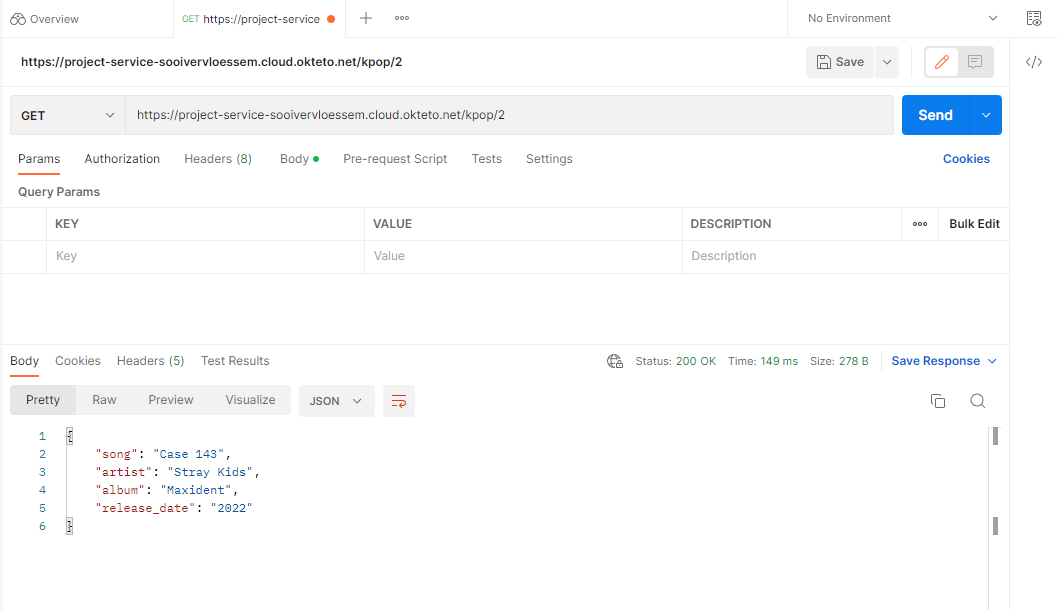 Overview GET https://project-service No Environment
https://project-service-sooivervloessem.cloud.okteto.net/kpop/2 Save </>
GET https://project-service-sooivervloessem.cloud.okteto.net/kpop/2 Send
Params Authorization Headers (8) Body Pre-request Script Tests Settings Cookies
Query Params
KEY VALUE DESCRIPTION Bulk Edit
Key Value Description
Body Cookies Headers (5) Test Results Status: 200 OK Time: 149 ms Size: 278 B Save Response
Pretty Raw Preview Visualize JSON
1 {
2 "song": "Case 143",
3 "artist": "Stray Kids",
4 "album": "Maxident",
5 "release_date": "2022"
6 }